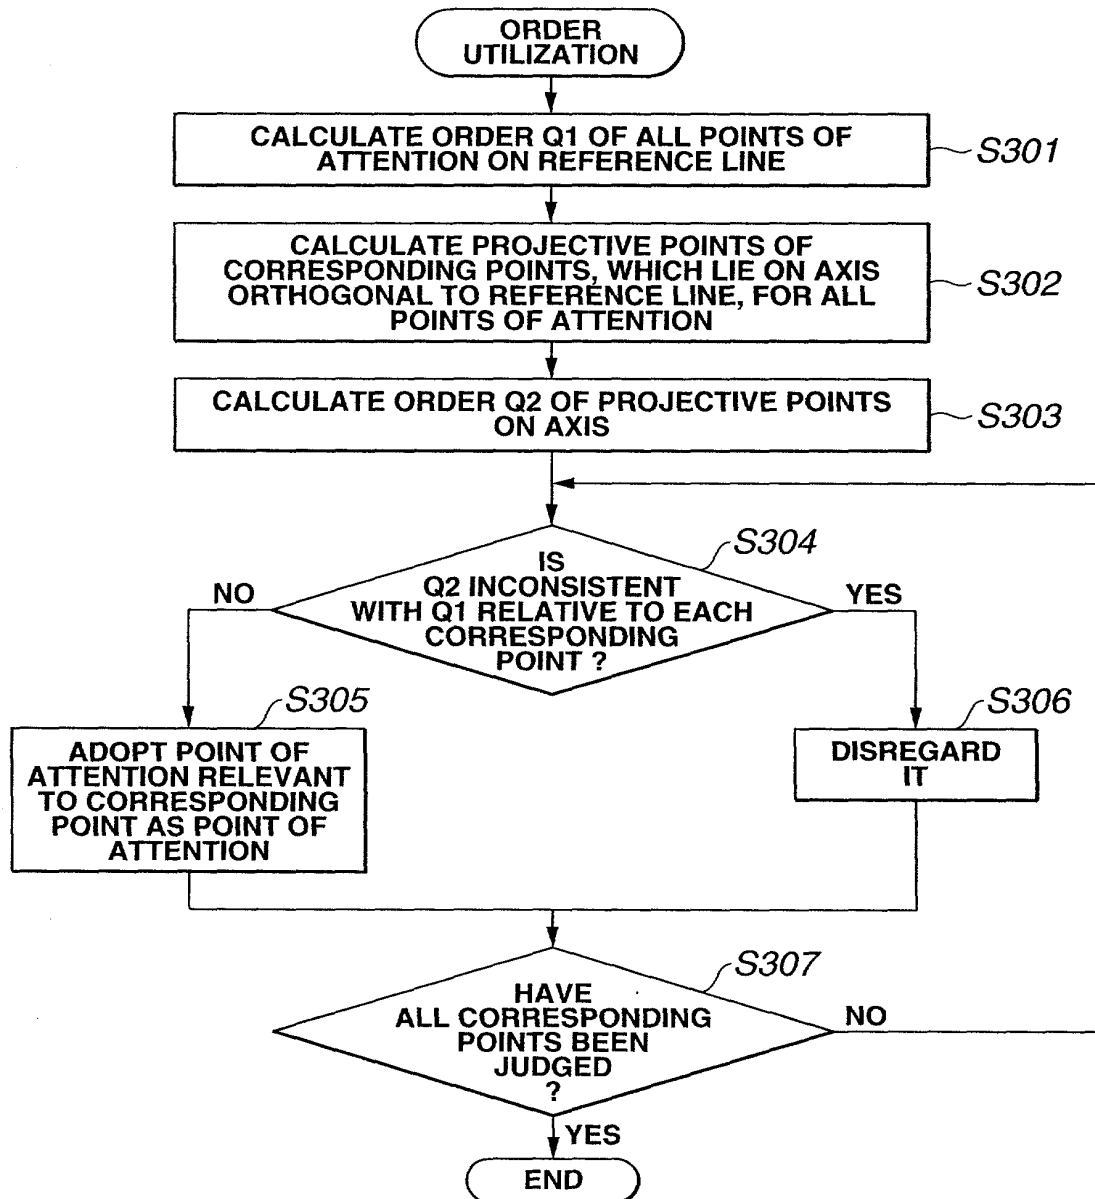 ORDER
UTILIZATION
CALCULATE ORDER Q1 OF ALL POINTS OF
ATTENTION ON REFERENCE LINE
S301
CALCULATE PROJECTIVE POINTS OF
CORRESPONDING POINTS, WHICH LIE ON AXIS
ORTHOGONAL TO REFERENCE LINE, FOR ALL
POINTS OF ATTENTION
S302
CALCULATE ORDER Q2 OF PROJECTIVE POINTS
ON AXIS
S303
S304
IS
Q2 INCONSISTENT
WITH Q1 RELATIVE TO EACH
CORRESPONDING
POINT ?
NO
YES
S305
ADOPT POINT OF
ATTENTION RELEVANT
TO CORRESPONDING
POINT AS POINT OF
ATTENTION
S306
DISREGARD
IT
S307
HAVE
ALL CORRESPONDING
POINTS BEEN
JUDGED
?
NO
YES
END